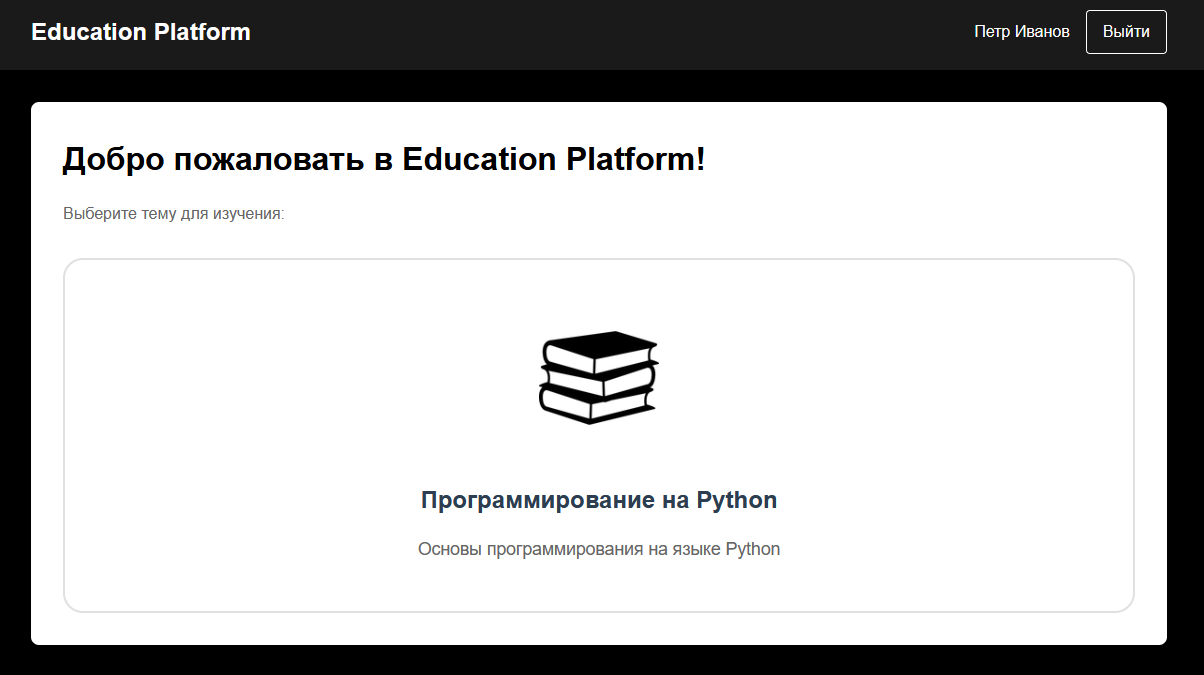 Education Platform
Петр Иванов
Выйти
Добро пожаловать в Education Platform!
Выберите тему для изучения:
Программирование на Python
Основы программирования на языке Python